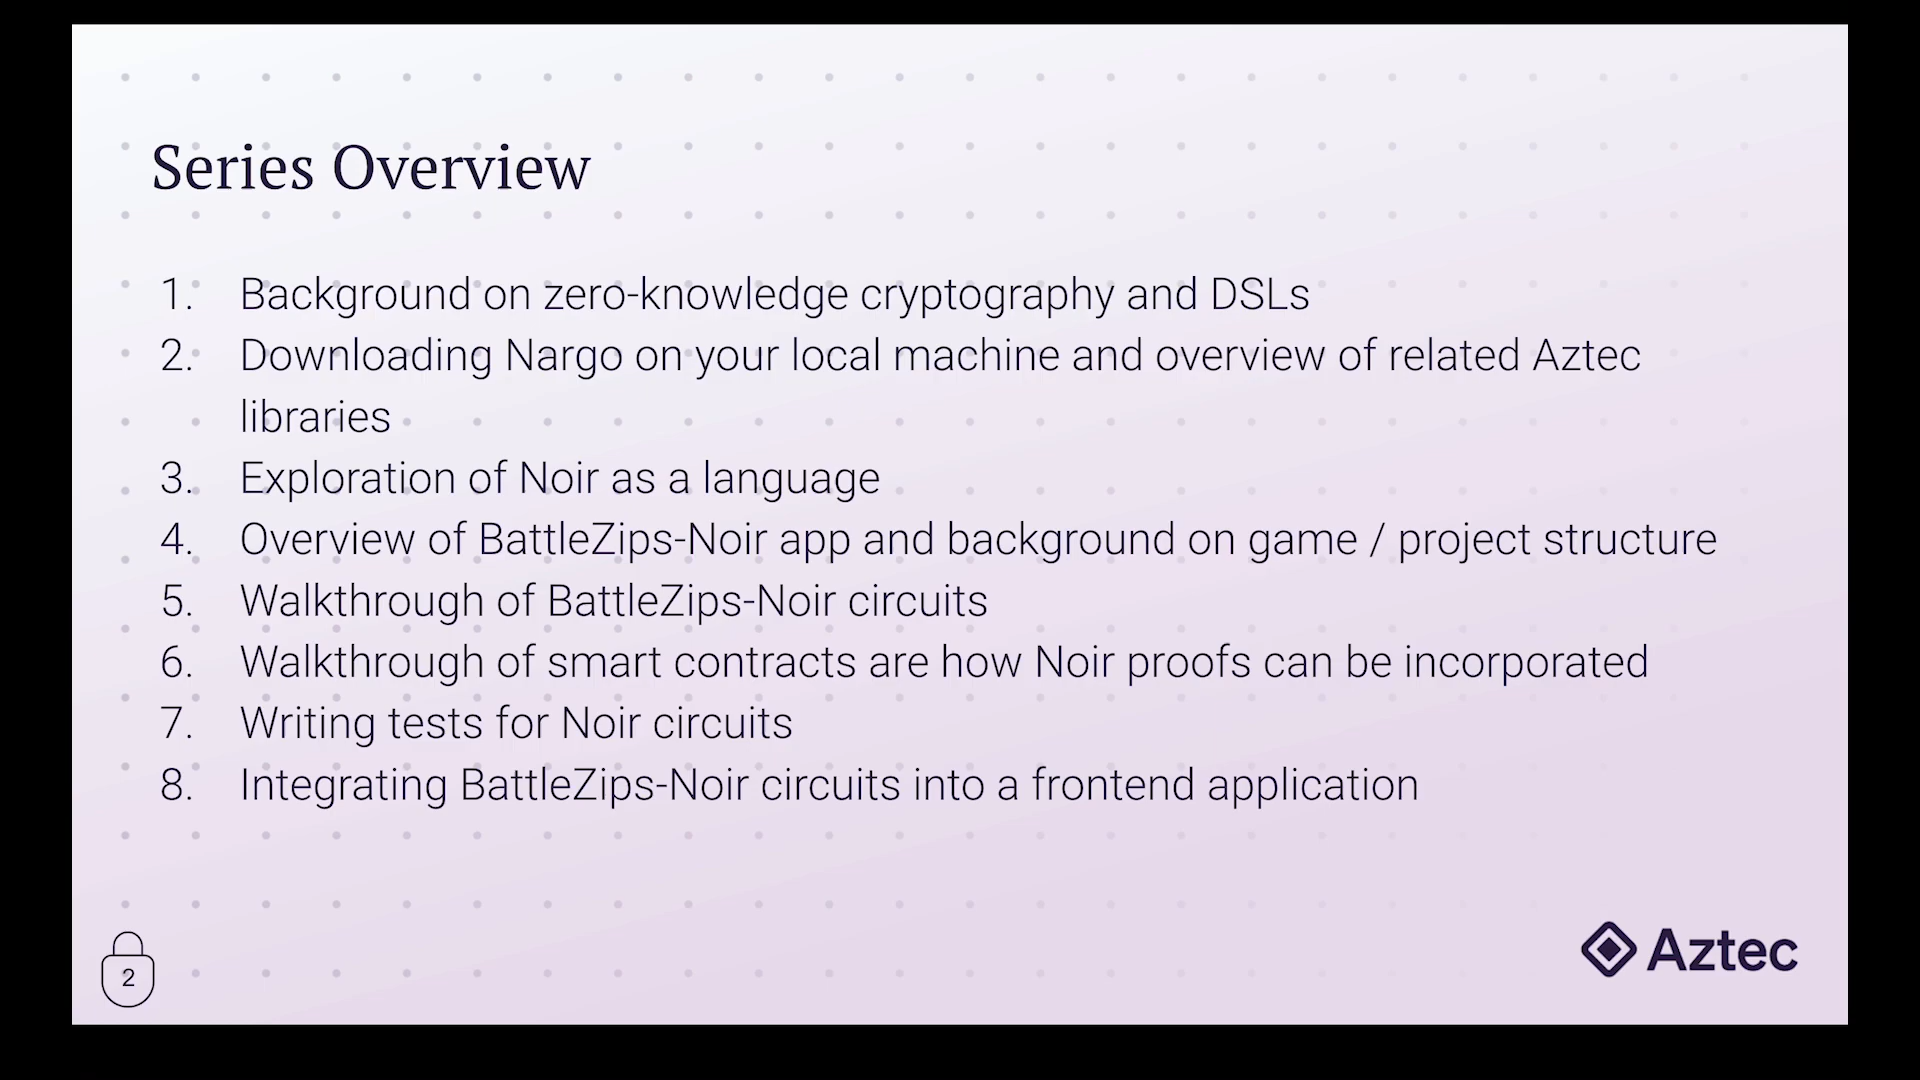 Series Overview
1. Background on zero-knowledge cryptography and DSLs
2. Downloading Nargo on your local machine and overview of related Aztec
libraries
3. Exploration of Noir as a language
4. Overview of BattleZips-Noir app and background on game / project structure
5. Walkthrough of BattleZips-Noir circuits
6. Walkthrough of smart contracts are how Noir proofs can be incorporated
7. Writing tests for Noir circuits
8. Integrating BattleZips-Noir circuits into a frontend application
2
Aztec